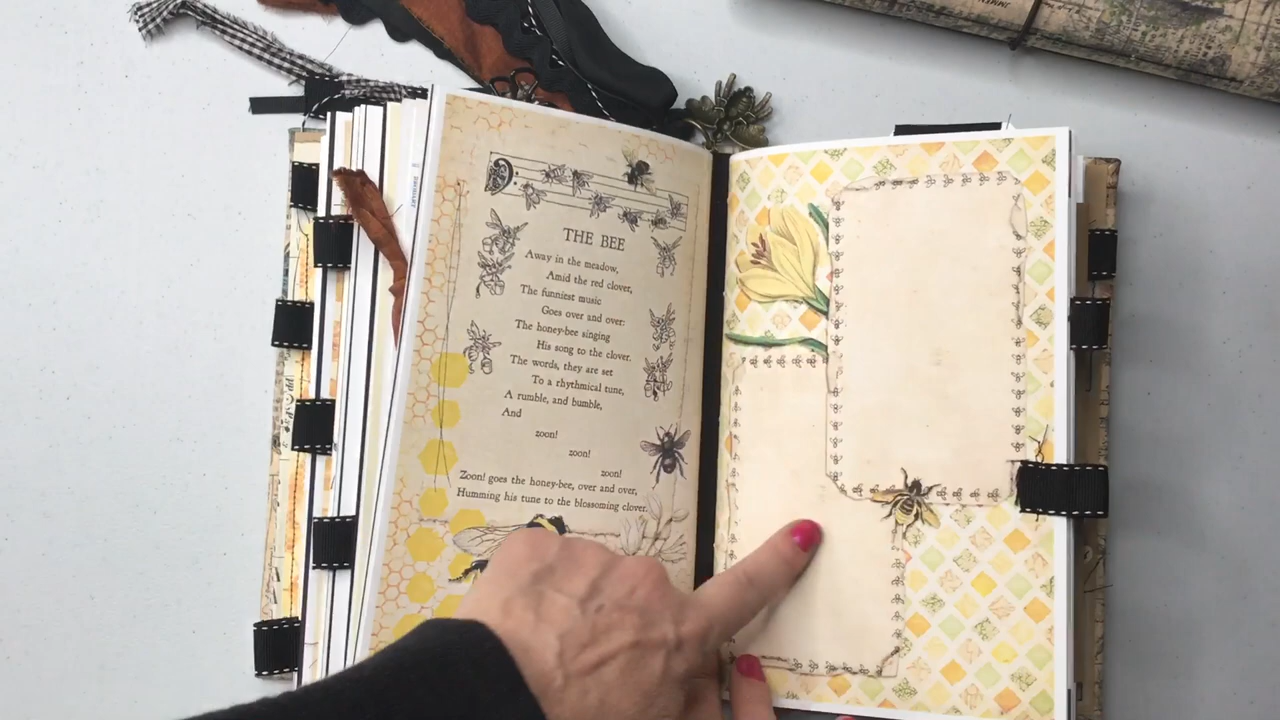 THE BEE
Away in the meadow,
Amid the red clover,
The funniest music
Goes over and over:
The honey-bee singing
His song to the clover.
The words, they are set
To a rhythmical tune,
A rumble, and bumble,
And
zoon!
zoon!
zoon!
Zoon! goes the honey-bee, over and over,
Humming his tune to the blossoming clover.